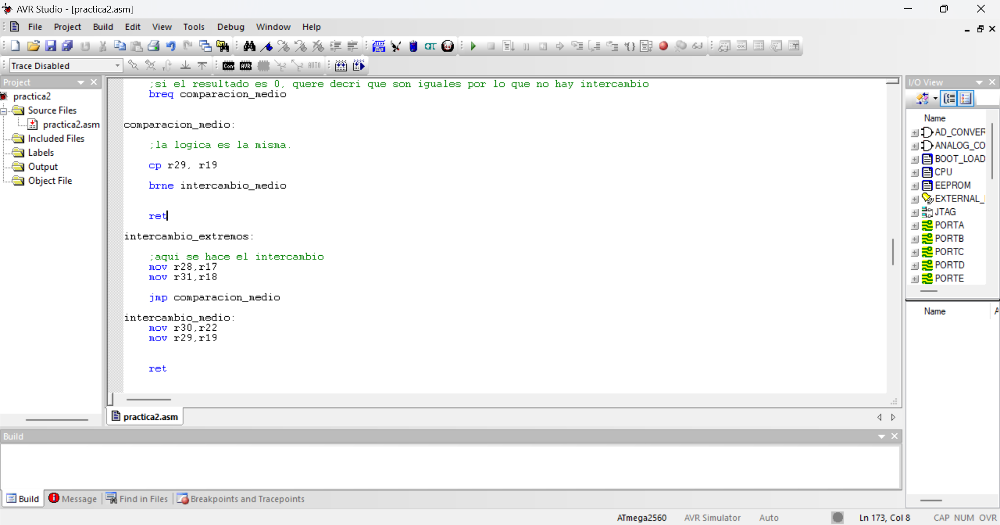 AVR Studio - [practica2.asm]
File Project Build Edit View Tools Debug Window Help
Trace Disabled
Con AVR AUTO
Project
practica2
Source Files
practica2.asm
Included Files
Labels
Output
Object File
;si el resultado es 0, quere decri que son iguales por lo que no hay intercambio
breq comparacion_medio
comparacion_medio:
;la logica es la misma.
cp r29, r19
brne intercambio_medio
ret
intercambio_extremos:
;aqui se hace el intercambio
mov r28,r17
mov r31,r18
jmp comparacion_medio
intercambio_medio:
mov r30,r22
mov r29,r19
ret
practica2.asm
I/O View
Name
AD_CONVER
ANALOG_CO
BOOT_LOAD
CPU
EEPROM
EXTERNAL_
JTAG
PORTA
PORTB
PORTC
PORTD
PORTE
Name
Build
Build Message Find in Files Breakpoints and Tracepoints
ATmega2560 AVR Simulator Auto Ln 173, Col 8 CAP NUM OVR